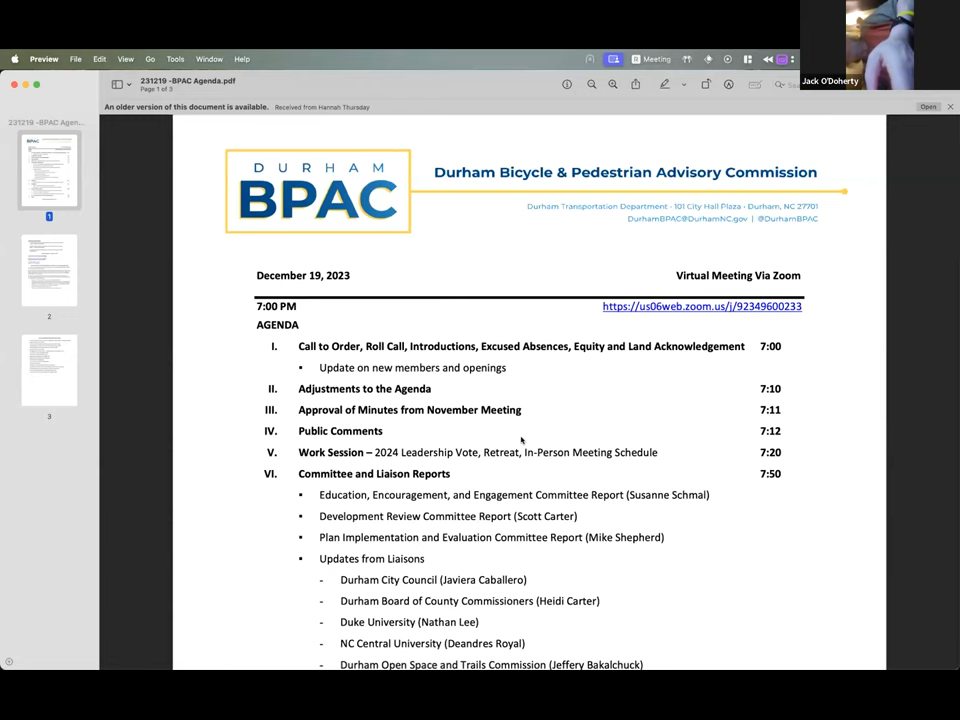 Jack O'Doherty
Preview File Edit View Go Tools Window Help
Meeting
231219 -BPAC Agenda.pdf
Page 1 of 3
An older version of this document is available. Received from Hannah Thursday
Open
231219 -BPAC Agen...
1
2
3
DURHAM
BPAC
Durham Bicycle & Pedestrian Advisory Commission
Durham Transportation Department · 101 City Hall Plaza · Durham, NC 27701
DurhamBPAC@DurhamNC.gov | @DurhamBPAC
December 19, 2023 Virtual Meeting Via Zoom
7:00 PM https://us06web.zoom.us/j/92349600233
AGENDA
I. Call to Order, Roll Call, Introductions, Excused Absences, Equity and Land Acknowledgement 7:00
▪ Update on new members and openings
II. Adjustments to the Agenda 7:10
III. Approval of Minutes from November Meeting 7:11
IV. Public Comments 7:12
V. Work Session – 2024 Leadership Vote, Retreat, In-Person Meeting Schedule 7:20
VI. Committee and Liaison Reports 7:50
▪ Education, Encouragement, and Engagement Committee Report (Susanne Schmal)
▪ Development Review Committee Report (Scott Carter)
▪ Plan Implementation and Evaluation Committee Report (Mike Shepherd)
▪ Updates from Liaisons
- Durham City Council (Javiera Caballero)
- Durham Board of County Commissioners (Heidi Carter)
- Duke University (Nathan Lee)
- NC Central University (Deandres Royal)
- Durham Open Space and Trails Commission (Jeffery Bakalchuck)